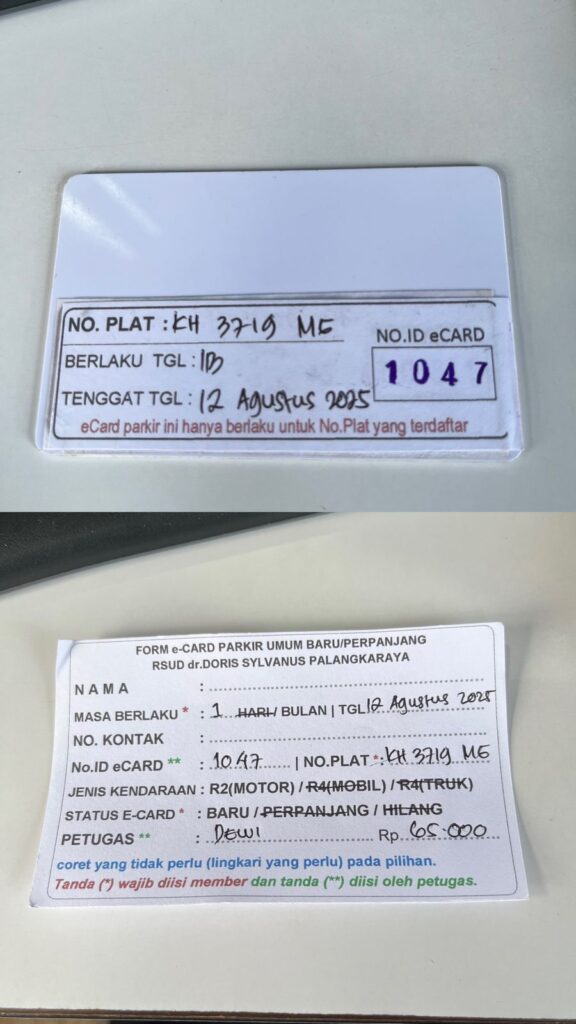 NO. PLAT : KH 3719 ME
NO.ID eCARD
BERLAKU TGL : 1B
1047
TENGGAT TGL : 12 Agustus 2025
eCard parkir ini hanya berlaku untuk No.Plat yang terdaftar
FORM e-CARD PARKIR UMUM BARU/PERPANJANG
RSUD dr.DORIS SYLVANUS PALANGKARAYA
NAMA :
MASA BERLAKU * : 1 HARI / BULAN | TGL 12 Agustus 2025
NO. KONTAK :
No.ID eCARD ** : 1047 | NO.PLAT * : KH 3719 ME
JENIS KENDARAAN : R2(MOTOR) / R4(MOBIL) / R4(TRUK)
STATUS E-CARD * : BARU / PERPANJANG / HILANG
PETUGAS ** : DEWI Rp. 65.000
coret yang tidak perlu (lingkari yang perlu) pada pilihan.
Tanda (*) wajib diisi member dan tanda (**) diisi oleh petugas.